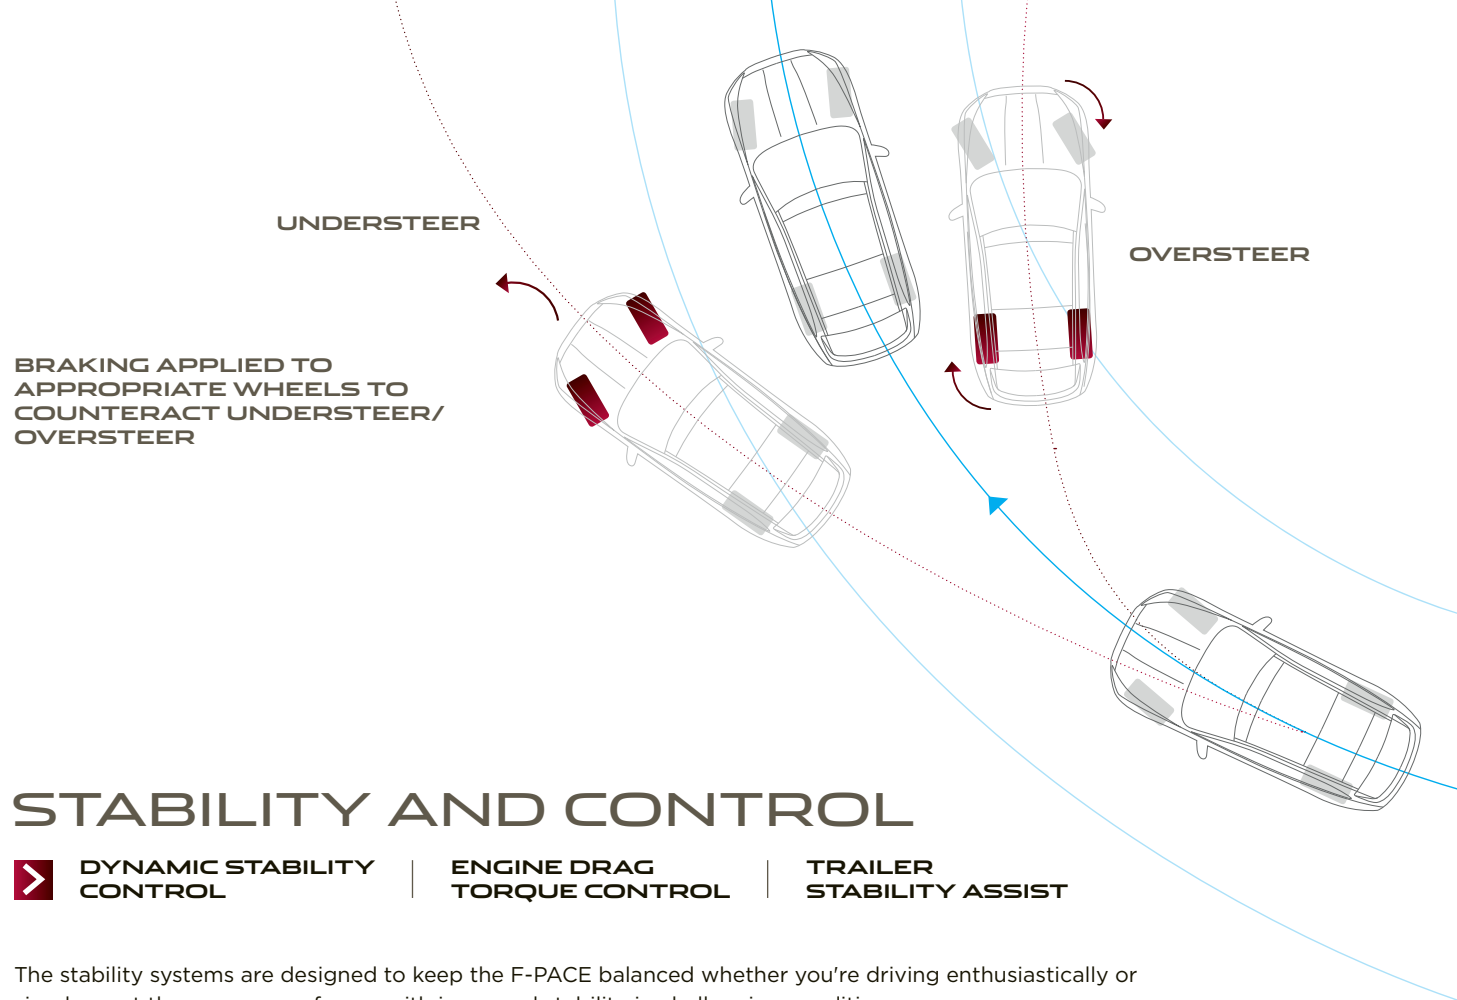 UNDERSTEER
OVERSTEER
BRAKING APPLIED TO
APPROPRIATE WHEELS TO
COUNTERACT UNDERSTEER/
OVERSTEER
STABILITY AND CONTROL
DYNAMIC STABILITY
CONTROL
ENGINE DRAG
TORQUE CONTROL
TRAILER
STABILITY ASSIST
The stability systems are designed to keep the F-PACE balanced whether you're driving enthusiastically or